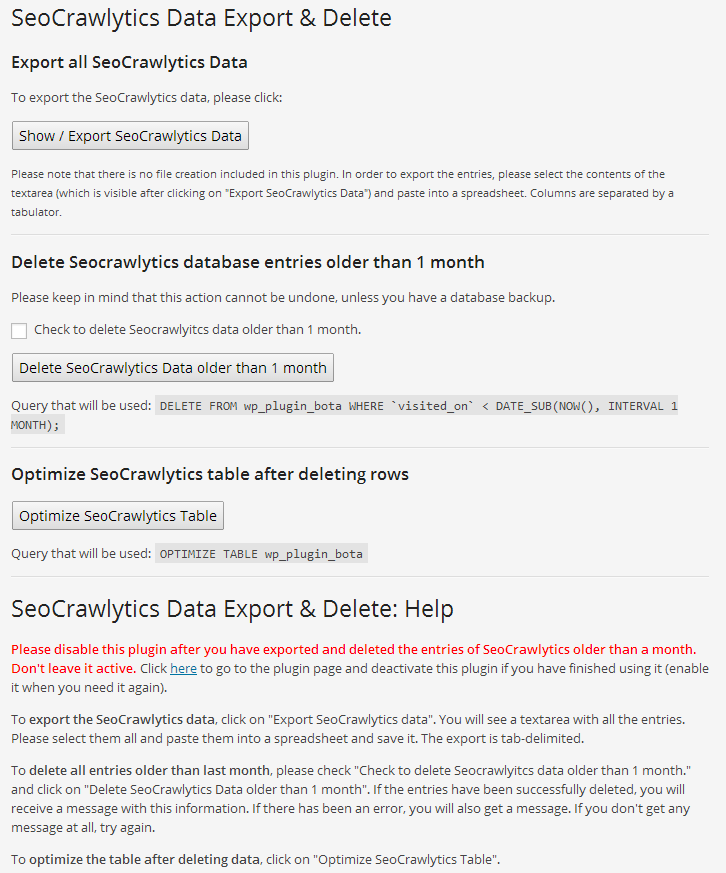 SeoCrawlytics Data Export & Delete
Export all SeoCrawlytics Data
To export the SeoCrawlytics data, please click:
Show / Export SeoCrawlytics Data
Please note that there is no file creation included in this plugin. In order to export the entries, please select the contents of the
textarea (which is visible after clicking on "Export SeoCrawlytics Data") and paste into a spreadsheet. Columns are separated by a
tabulator.
Delete Seocrawlytics database entries older than 1 month
Please keep in mind that this action cannot be undone, unless you have a database backup.
Check to delete Seocrawlyitcs data older than 1 month.
Delete SeoCrawlytics Data older than 1 month
Query that will be used: DELETE FROM wp_plugin_bota WHERE `visited_on` < DATE_SUB(NOW(), INTERVAL 1
MONTH);
Optimize SeoCrawlytics table after deleting rows
Optimize SeoCrawlytics Table
Query that will be used: OPTIMIZE TABLE wp_plugin_bota
SeoCrawlytics Data Export & Delete: Help
Please disable this plugin after you have exported and deleted the entries of SeoCrawlytics older than a month.
Don't leave it active. Click here to go to the plugin page and deactivate this plugin if you have finished using it (enable
it when you need it again).
To export the SeoCrawlytics data, click on "Export SeoCrawlytics data". You will see a textarea with all the entries.
Please select them all and paste them into a spreadsheet and save it. The export is tab-delimited.
To delete all entries older than last month, please check "Check to delete Seocrawlyitcs data older than 1 month."
and click on "Delete SeoCrawlytics Data older than 1 month". If the entries have been successfully deleted, you will
receive a message with this information. If there has been an error, you will also get a message. If you don't get any
message at all, try again.
To optimize the table after deleting data, click on "Optimize SeoCrawlytics Table".